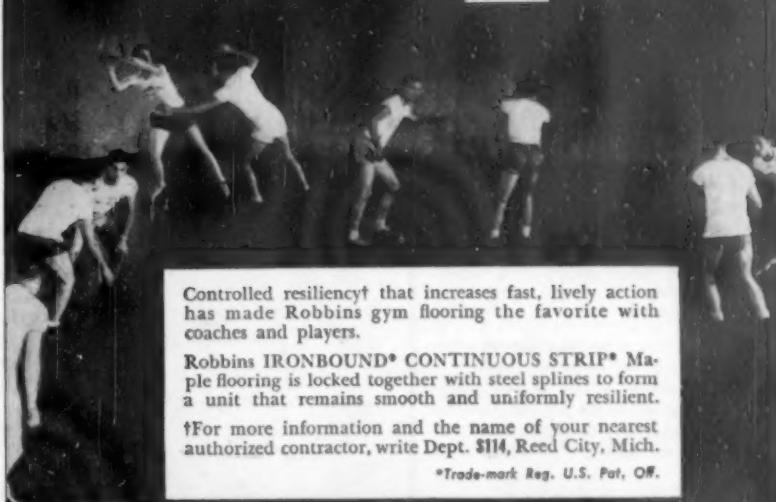 Controlled resiliency† that increases fast, lively action
has made Robbins gym flooring the favorite with
coaches and players.
Robbins IRONBOUND* CONTINUOUS STRIP* Ma-
ple flooring is locked together with steel splines to form
a unit that remains smooth and uniformly resilient.
†For more information and the name of your nearest
authorized contractor, write Dept. S114, Reed City, Mich.
*Trade-mark Reg. U.S. Pat. Off.